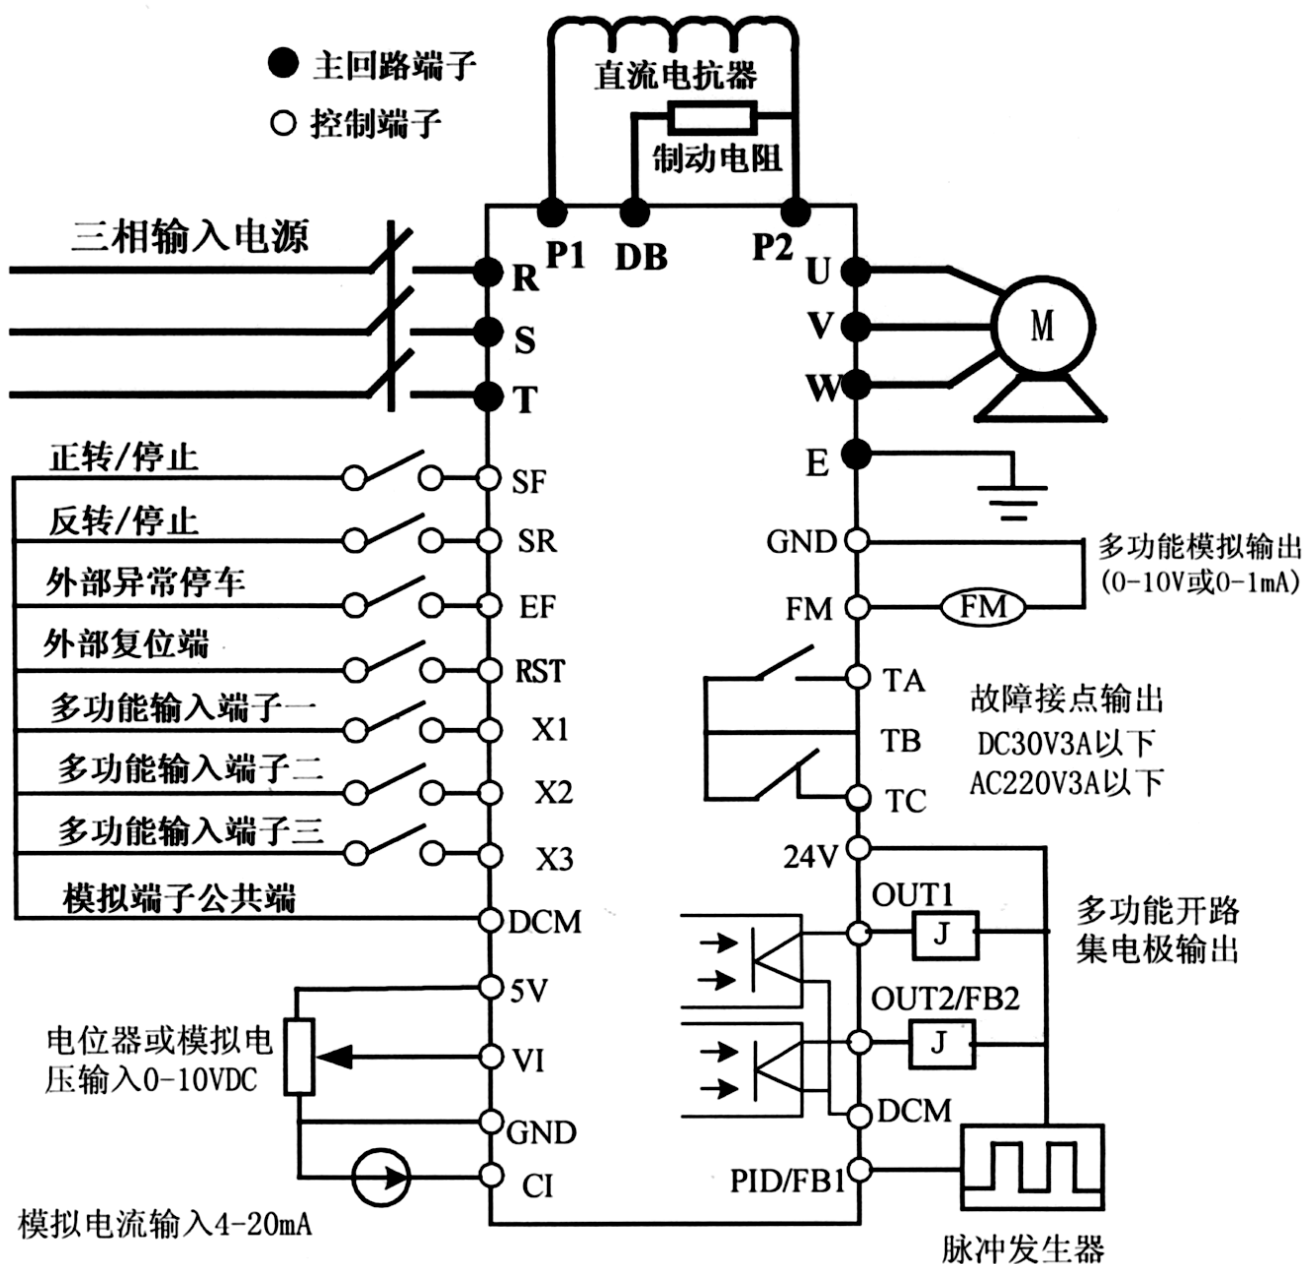 主回路端子
控制端子
直流电抗器
制动电阻
三相输入电源
P1
DB
P2
R
S
T
U
V
W
M
E
正转/停止
SF
反转/停止
SR
外部异常停车
EF
外部复位端
RST
多功能输入端子一
X1
多功能输入端子二
X2
多功能输入端子三
X3
模拟端子公共端
DCM
5V
电位器或模拟电
压输入0-10VDC
VI
GND
CI
模拟电流输入4-20mA
GND
多功能模拟输出
(0-10V或0-1mA)
FM
FM
TA
TB
TC
故障接点输出
DC30V3A以下
AC220V3A以下
24V
OUT1
J
多功能开路
集电极输出
OUT2/FB2
J
DCM
PID/FB1
脉冲发生器